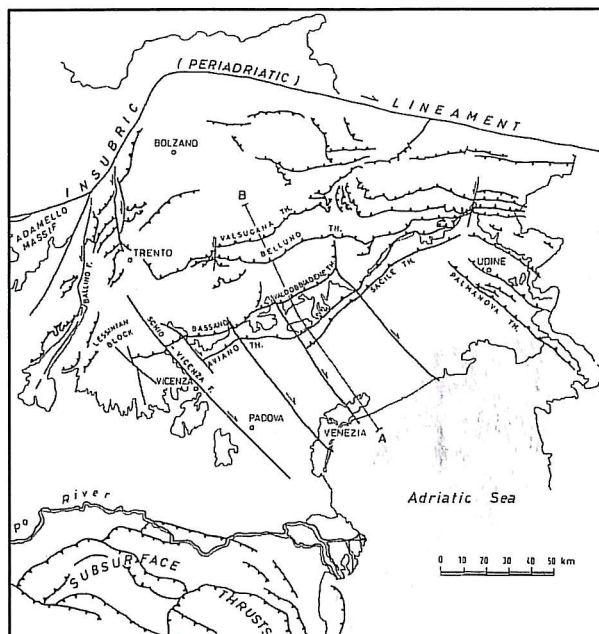 (PERIADRIATIC)
LINEAMENT
INSUBRIC
BOLZANO
ADAMELLO
MASSIF
B
VALSUGANA TH.
BELLUNO TH.
TRENTO
BALLINO F.
UDINE
VALDOBBIADENE TH.
SACILE TH.
PALMANOVA TH.
LESSINIAN
BLOCK
SCHIO - VICENZA F.
BASSANO
AVIANO TH.
VICENZA
PADOVA
VENEZIA
A
Adriatic Sea
Po River
SUBSURFACE
THRUSTS
0 10 20 30 40 50 km